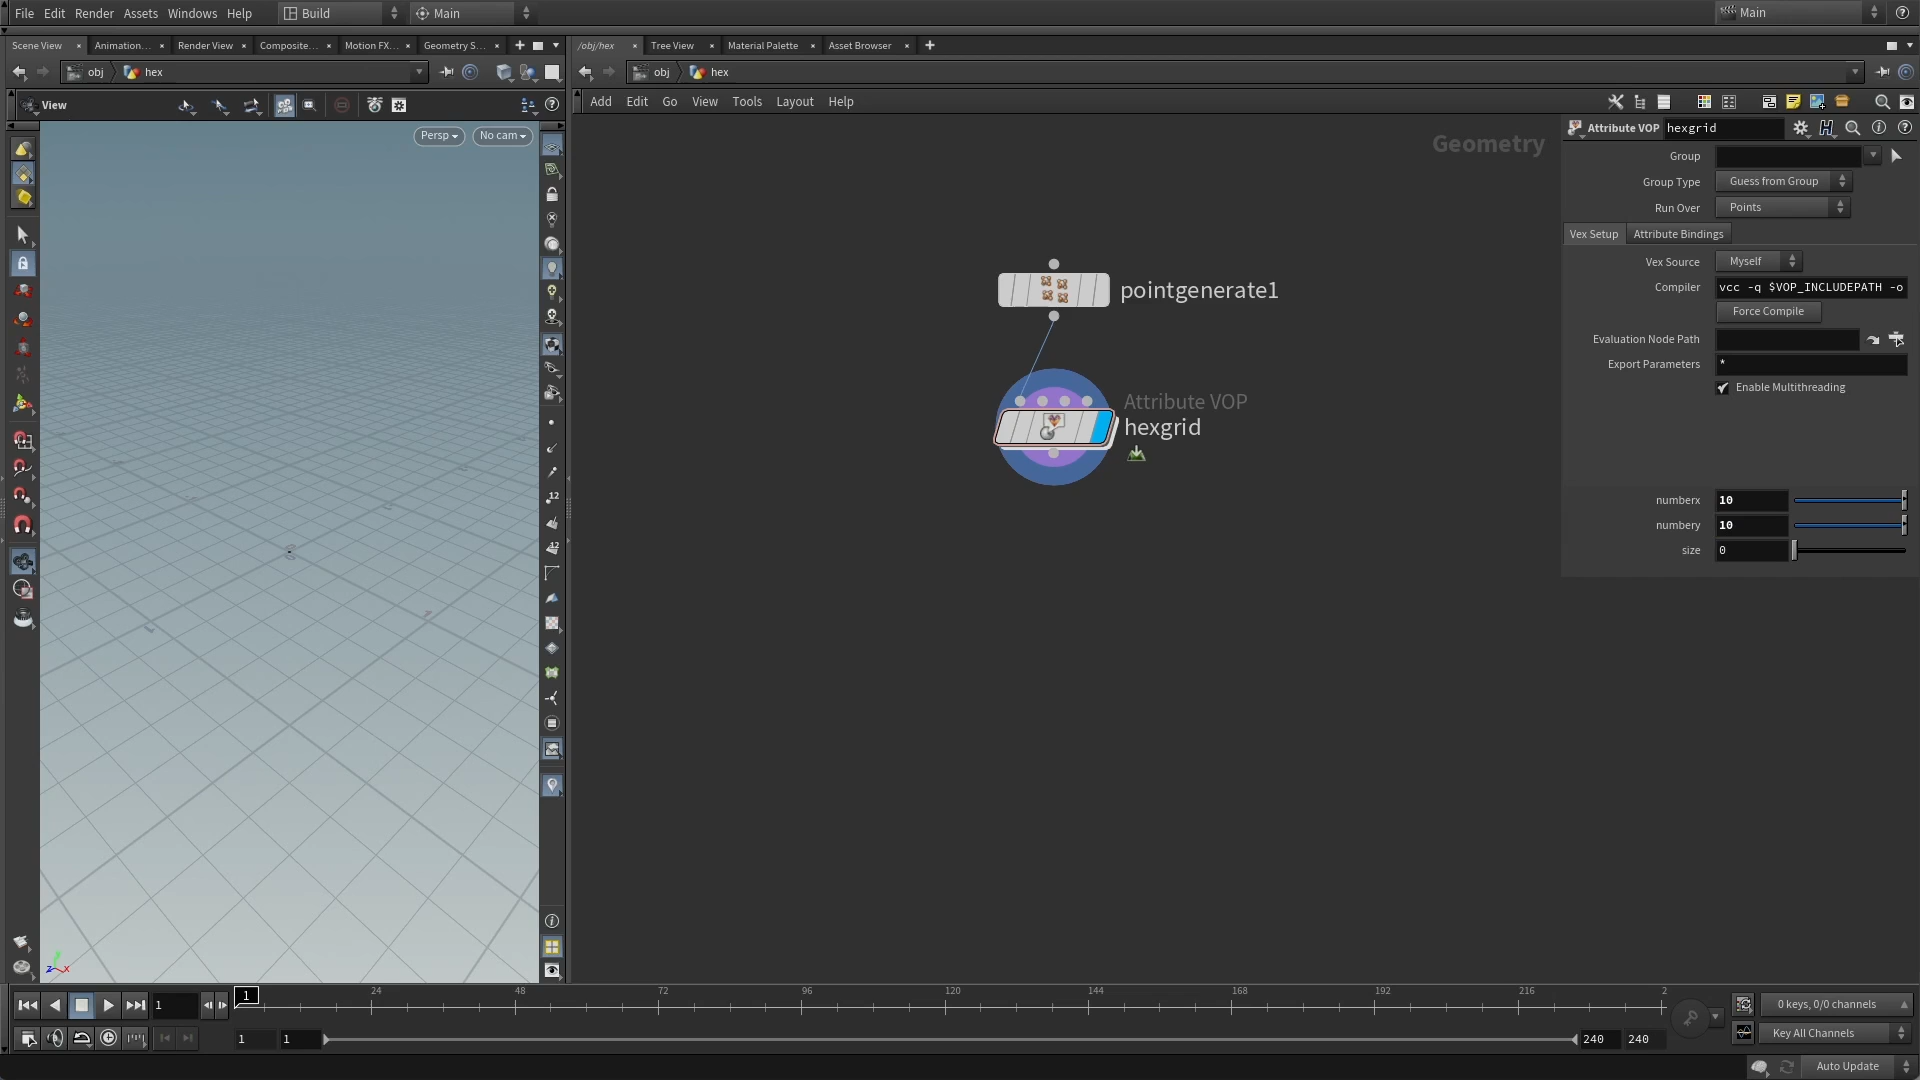 File Edit Render Assets Windows Help Build Main Main
Scene View Animation... Render View Composite... Motion FX... Geometry S...
/obj/hex Tree View Material Palette Asset Browser
obj hex
obj hex
View
Add Edit Go View Tools Layout Help
Persp No cam
Geometry
pointgenerate1
Attribute VOP
hexgrid
Attribute VOP hexgrid
Group
Group Type Guess from Group
Run Over Points
Vex Setup Attribute Bindings
Vex Source Myself
Compiler vcc -q $VOP_INCLUDEPATH -o
Force Compile
Evaluation Node Path
Export Parameters *
Enable Multithreading
numberx 10
numbery 10
size 0
12
12
z x
1 1 24 48 72 96 120 144 168 192 216 2
0 keys, 0/0 channels
1 1 240 240
Key All Channels
Auto Update